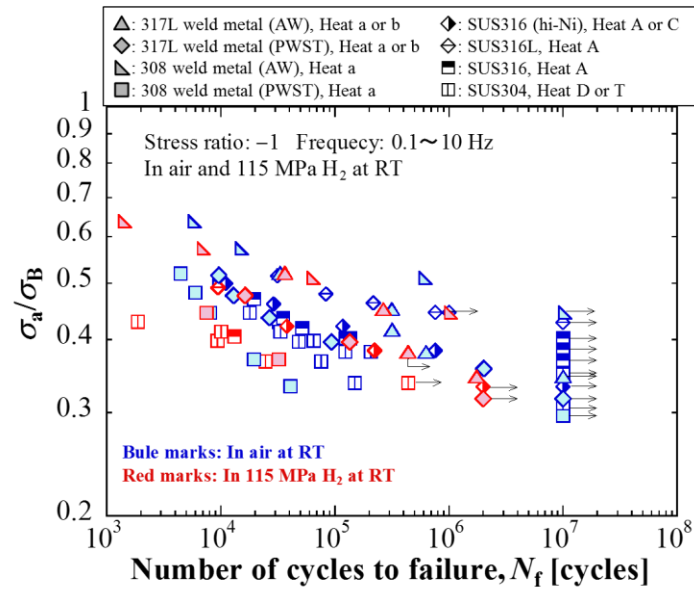 : 317L weld metal (AW), Heat a or b
: 317L weld metal (PWST), Heat a or b
: 308 weld metal (AW), Heat a
: 308 weld metal (PWST), Heat a
: SUS316 (hi-Ni), Heat A or C
: SUS316L, Heat A
: SUS316, Heat A
: SUS304, Heat D or T
1
0.9
0.8
0.7
0.6
0.5
0.4
0.3
0.2
σa/σB
Stress ratio: −1 Frequecy: 0.1〜10 Hz
In air and 115 MPa H2 at RT
Bule marks: In air at RT
Red marks: In 115 MPa H2 at RT
10³ 10⁴ 10⁵ 10⁶ 10⁷ 10⁸
Number of cycles to failure, Nf [cycles]